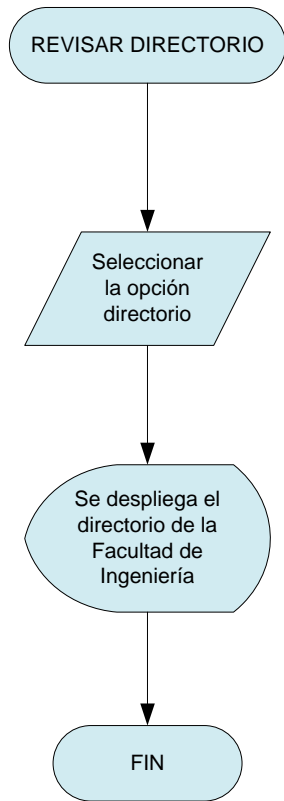 REVISAR DIRECTORIO
Seleccionar
la opción
directorio
Se despliega el
directorio de la
Facultad de
Ingeniería
FIN